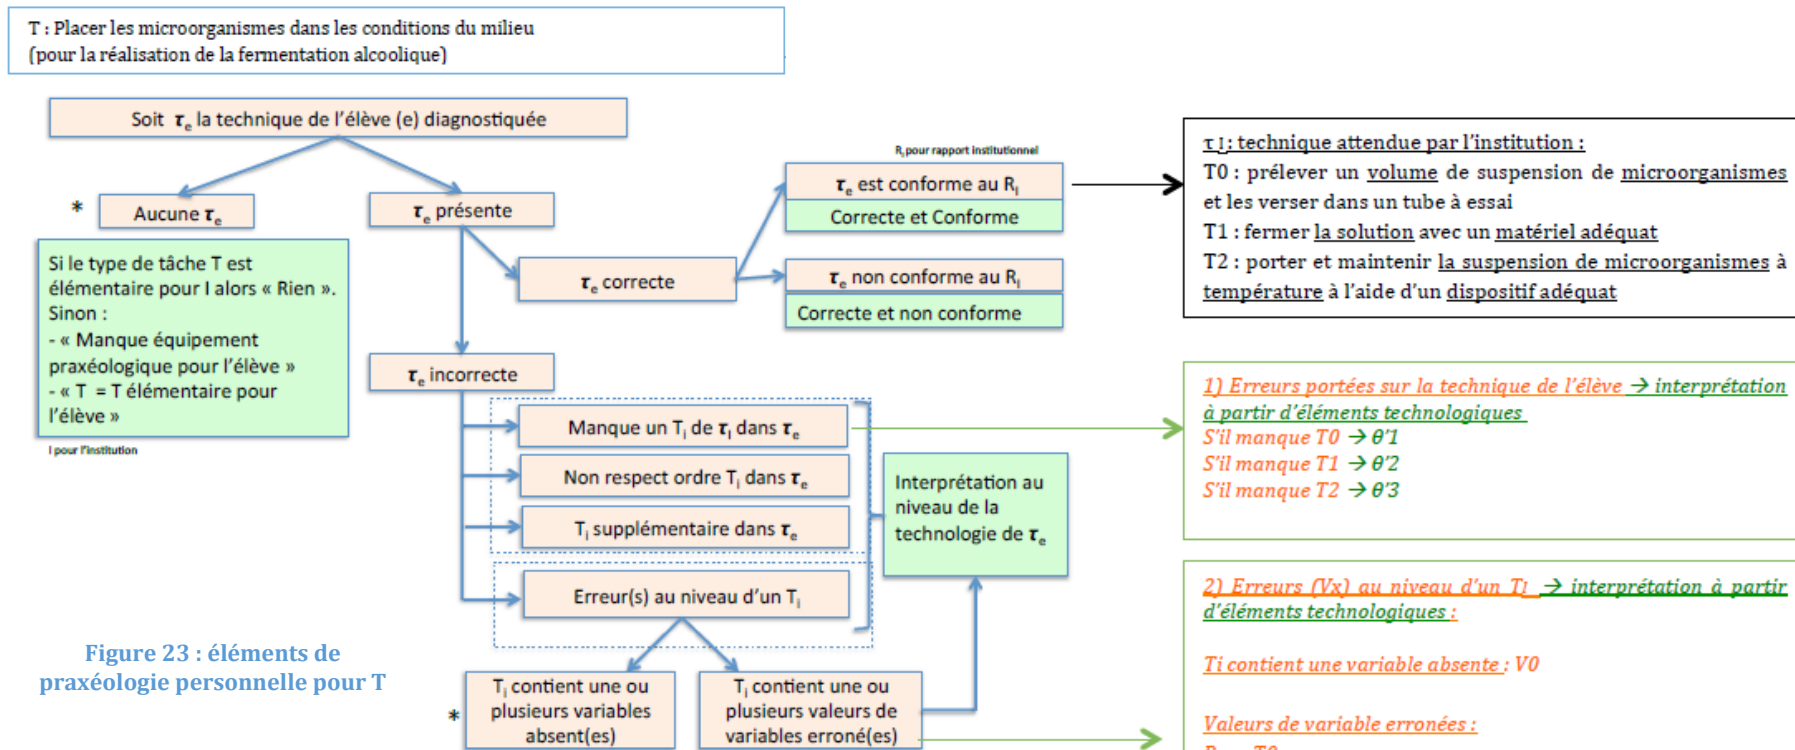 T : Placer les microorganismes dans les conditions du milieu
(pour la réalisation de la fermentation alcoolique)
Soit τe la technique de l'élève (e) diagnostiquée
* Aucune τe
τe présente
Si le type de tâche T est
élémentaire pour I alors « Rien ».
Sinon :
- « Manque équipement
praxéologique pour l'élève »
- « T = T élémentaire pour
l'élève »
I pour l'institution
τe correcte
Ri pour rapport institutionnel
τe est conforme au RI
Correcte et Conforme
τe non conforme au RI
Correcte et non conforme
τe incorrecte
Manque un Ti de τi dans τe
Non respect ordre Ti dans τe
Ti supplémentaire dans τe
Erreur(s) au niveau d'un Ti
Interprétation au
niveau de la
technologie de τe
*
Ti contient une ou
plusieurs variables
absent(es)
Ti contient une ou
plusieurs valeurs de
variables erroné(es)
τ I : technique attendue par l'institution :
T0 : prélever un volume de suspension de microorganismes
et les verser dans un tube à essai
T1 : fermer la solution avec un matériel adéquat
T2 : porter et maintenir la suspension de microorganismes à
température à l'aide d'un dispositif adéquat
1) Erreurs portées sur la technique de l'élève → interprétation
à partir d'éléments technologiques
S'il manque T0 → θ'1
S'il manque T1 → θ'2
S'il manque T2 → θ'3
2) Erreurs (Vx) au niveau d'un TI → interprétation à partir
d'éléments technologiques :
Ti contient une variable absente : V0
Valeurs de variable erronées :
Figure 23 : éléments de
praxéologie personnelle pour T